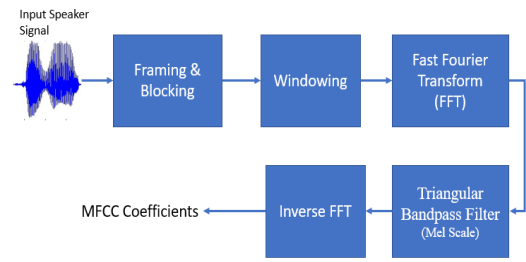 Input Speaker
Signal
Framing &
Blocking
Windowing
Fast Fourier
Transform
(FFT)
Triangular
Bandpass Filter
(Mel Scale)
Inverse FFT
MFCC Coefficients